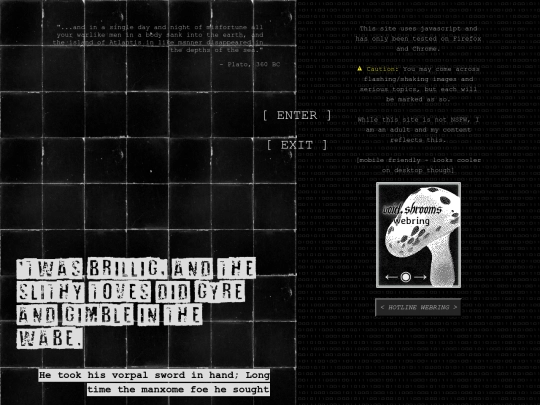 "...and in a single day and night of misfortune all
your warlike men in a body sank into the earth, and
the island of Atlantis in like manner disappeared in
the depths of the sea."
- Plato, 360 BC
[ ENTER ]
[ EXIT ]
'TWAS BRILLIG, AND THE
SLITHY TOVES DID GYRE
AND GIMBLE IN THE
WABE.
He took his vorpal sword in hand; Long
time the manxome foe he sought
This site uses javascript and
has only been tested on Firefox
and Chrome.
⚠ Caution: You may come across
flashing/shaking images and
serious topics, but each will
be marked as so.
While this site is not NSFW, I
am an adult and my content
reflects this.
[mobile friendly - looks cooler
on desktop though]
shrooms
webring
< HOTLINE WEBRING >